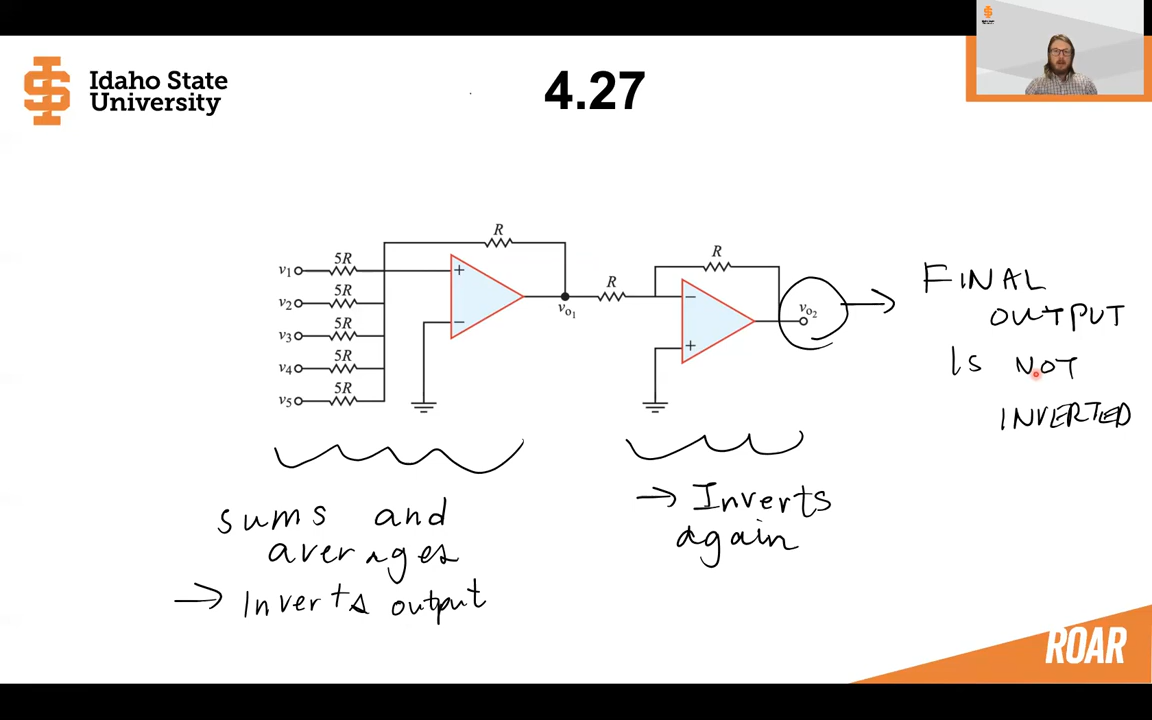 Idaho State
University
4.27
R
v1
5R
v2
5R
v3
5R
v4
5R
v5
5R
+
−
vo1
R
R
−
+
vo2
FINAL
OUTPUT
IS NOT
INVERTED
sums and
averages
→ Inverts output
→ Inverts
again
ROAR